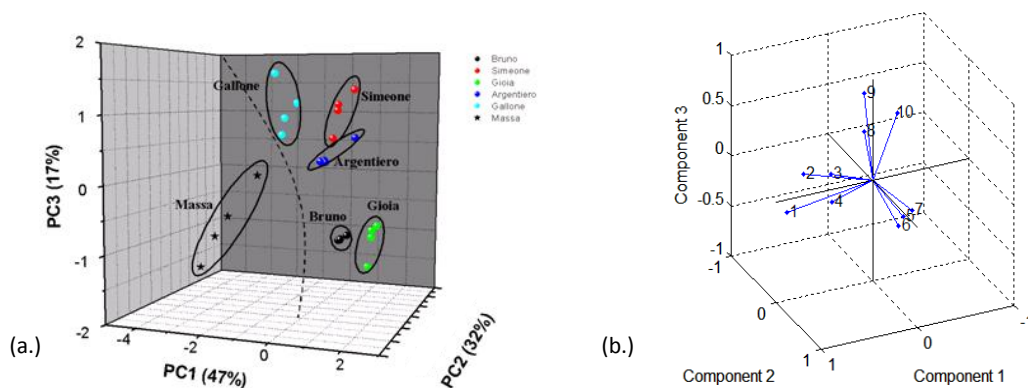 2
1
0
-1
-2
PC3 (17%)
-4
-2
0
2
PC1 (47%)
PC2 (32%)
Gallone
Simeone
Argentiero
Massa
Bruno
Gioia
Bruno
Simeone
Gioia
Argentiero
Gallone
Massa
(a.)
1
0.5
0
-0.5
-1
Component 3
-1
0
1
Component 2
1
0
Component 1
9
10
8
2
3
1
4
7
5
6
(b.)